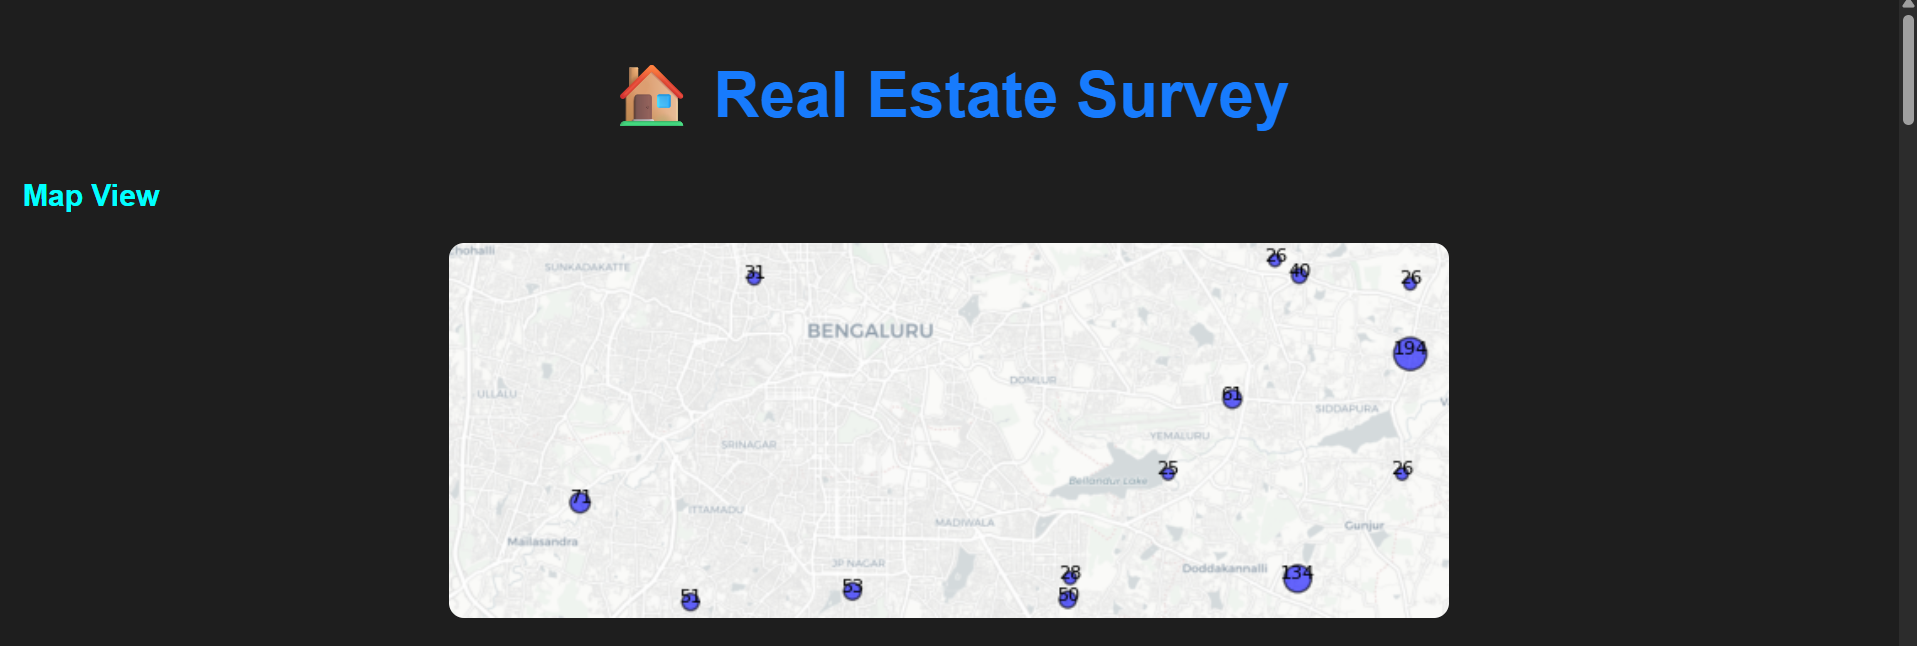 Real Estate Survey
Map View
nohalli
26
SUNKADAKATTE
31
40
26
BENGALURU
194
DOMLUR
ULLALU
61
SIDDAPURA
YEMALURU
SRINAGAR
25
26
Bellandur Lake
71
ITTAMADU
MADIWALA
Gunjur
Mailasandra
JP NAGAR
28
Doddakannalli
134
53
51
50